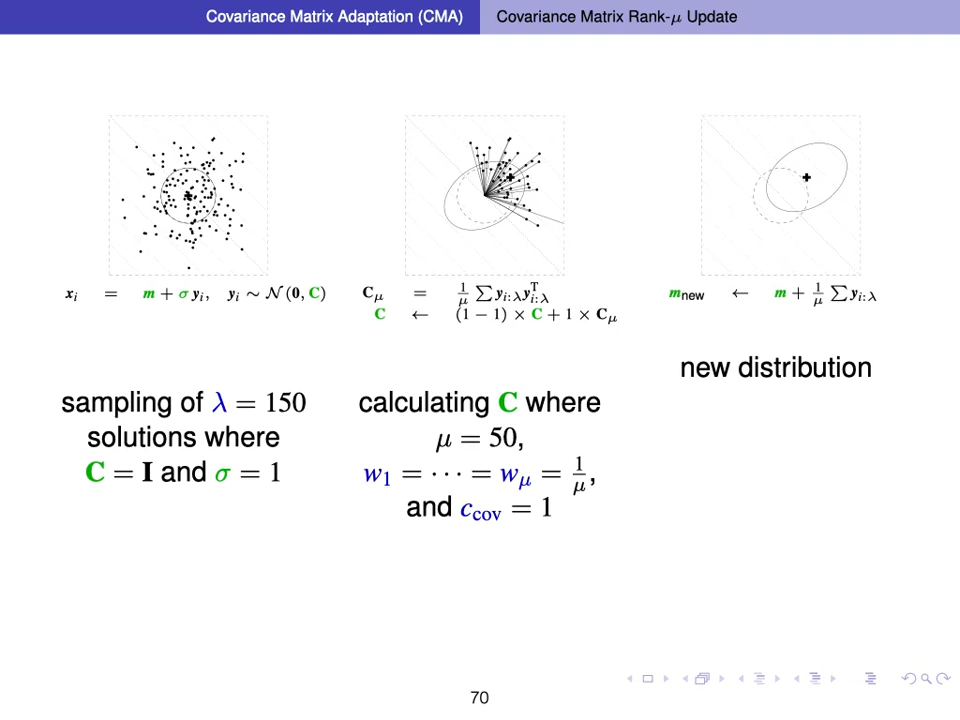 Covariance Matrix Adaptation (CMA) Covariance Matrix Rank-μ Update
xᵢ = m + σ yᵢ, yᵢ ∼ 𝒩(0, C)
C_μ = 1/μ ∑ y_{i:λ} y_{i:λ}^T
C ← (1 − 1) × C + 1 × C_μ
m_new ← m + 1/μ ∑ y_{i:λ}
sampling of λ = 150
solutions where
C = I and σ = 1
calculating C where
μ = 50,
w₁ = ⋯ = w_μ = 1/μ,
and c_cov = 1
new distribution
70